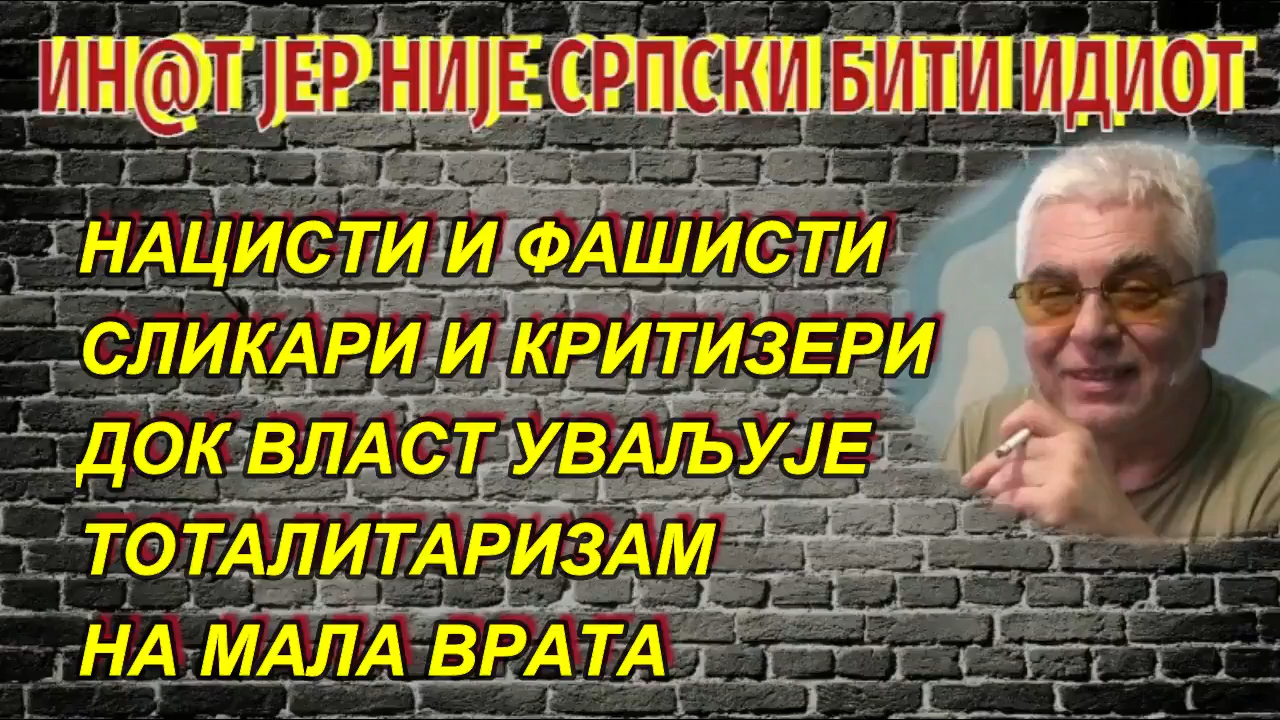 ИН@Т ЈЕР НИЈЕ СРПСКИ БИТИ ИДИОТ
НАЦИСТИ И ФАШИСТИ
СЛИКАРИ И КРИТИЗЕРИ
ДОК ВЛАСТ УВАЉУЈЕ
ТОТАЛИТАРИЗАМ
НА МАЛА ВРАТА